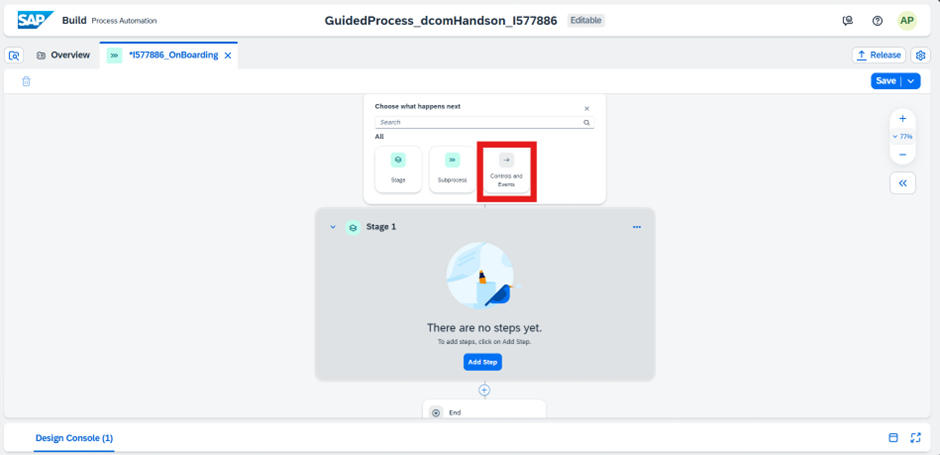 SAP
Build Process Automation
GuidedProcess_dcomHandson_I577886 Editable
AP
Overview
*I577886_OnBoarding
Release
Save
Choose what happens next
Search
All
Stage
Subprocess
Controls and
Events
77%
Stage 1
There are no steps yet.
To add steps, click on Add Step.
Add Step
End
Design Console (1)